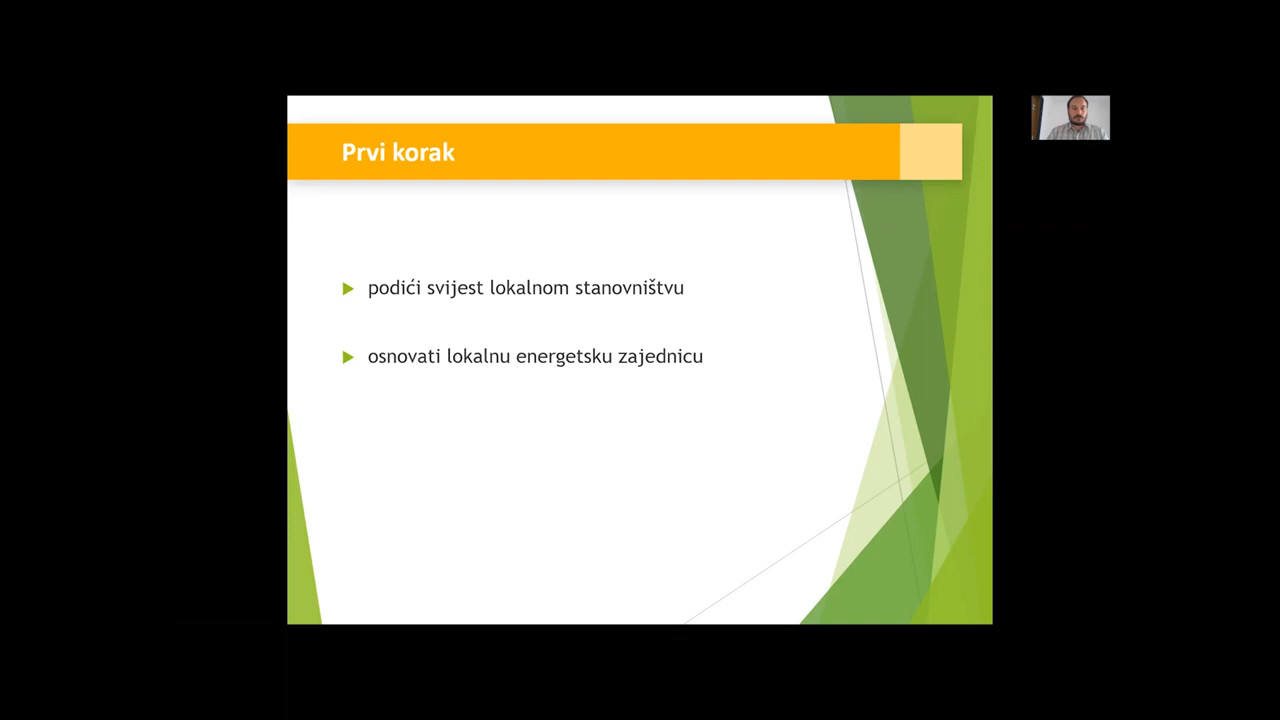 Prvi korak
podići svijest lokalnom stanovništvu
osnovati lokalnu energetsku zajednicu